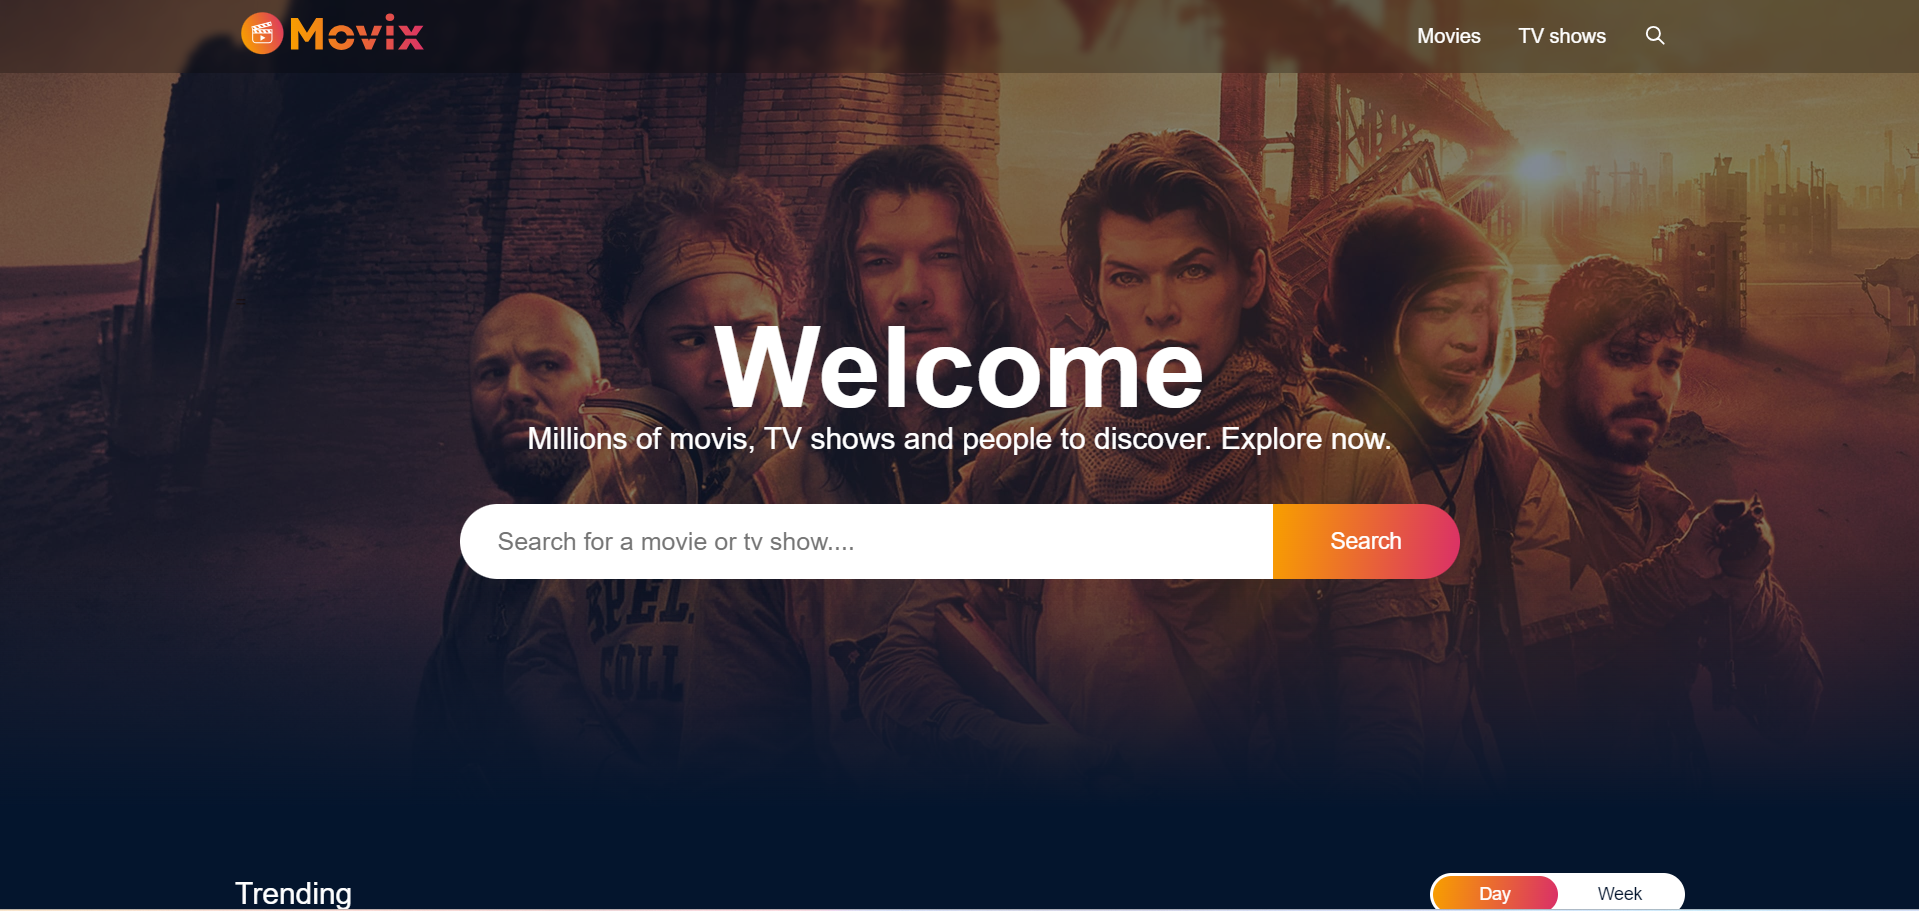 Movix
Movies TV shows
Welcome
Millions of movis, TV shows and people to discover. Explore now.
Search for a movie or tv show.... Search
COLL
Trending Day Week